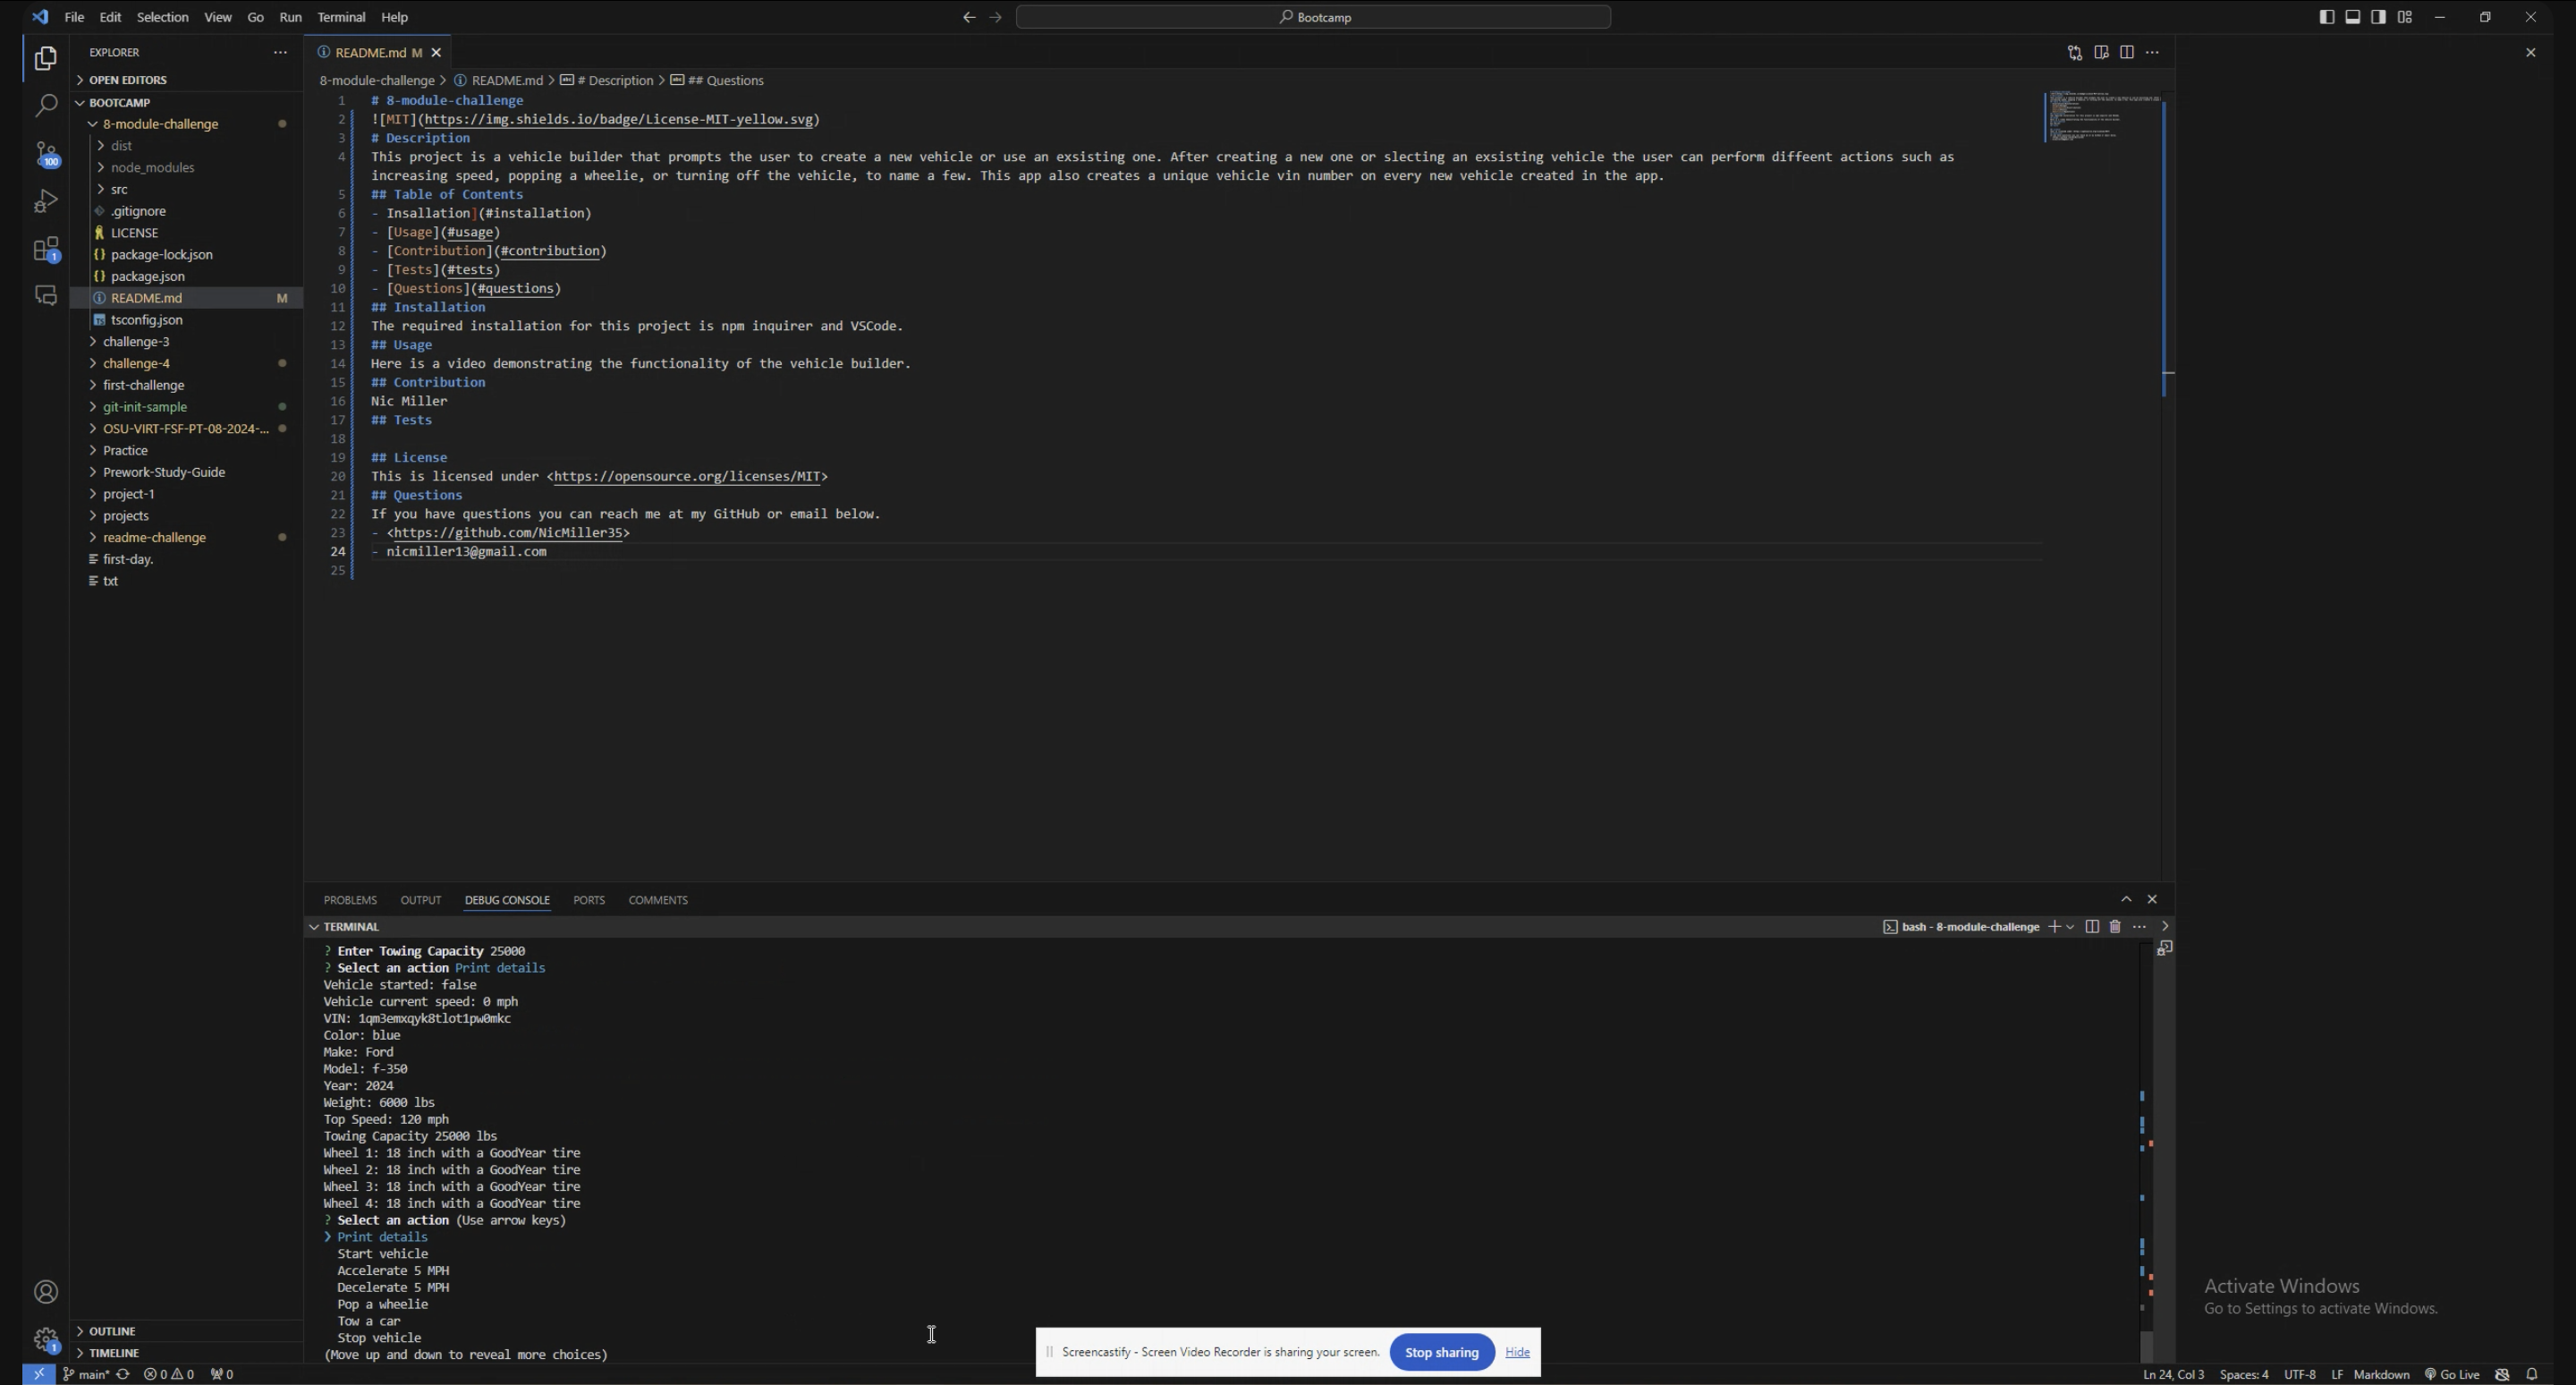 File Edit Selection View Go Run Terminal Help
Bootcamp
EXPLORER
OPEN EDITORS
BOOTCAMP
8-module-challenge
dist
node_modules
src
.gitignore
LICENSE
package-lock.json
package.json
README.md M
tsconfig.json
challenge-3
challenge-4
first-challenge
git-init-sample
OSU-VIRT-FSF-PT-08-2024-...
Practice
Prework-Study-Guide
project-1
projects
readme-challenge
first-day.
txt
OUTLINE
TIMELINE
100
1
1
README.md M
8-module-challenge > README.md > # Description > ## Questions
1 # 8-module-challenge
2 ![MIT](https://img.shields.io/badge/License-MIT-yellow.svg)
3 # Description
4 This project is a vehicle builder that prompts the user to create a new vehicle or use an exsisting one. After creating a new one or slecting an exsisting vehicle the user can perform diffeent actions such as
increasing speed, popping a wheelie, or turning off the vehicle, to name a few. This app also creates a unique vehicle vin number on every new vehicle created in the app.
5 ## Table of Contents
6 - Insallation](#installation)
7 - [Usage](#usage)
8 - [Contribution](#contribution)
9 - [Tests](#tests)
10 - [Questions](#questions)
11 ## Installation
12 The required installation for this project is npm inquirer and VSCode.
13 ## Usage
14 Here is a video demonstrating the functionality of the vehicle builder.
15 ## Contribution
16 Nic Miller
17 ## Tests
18
19 ## License
20 This is licensed under <https://opensource.org/licenses/MIT>
21 ## Questions
22 If you have questions you can reach me at my GitHub or email below.
23 - <https://github.com/NicMiller35>
24 - nicmiller13@gmail.com
25
PROBLEMS OUTPUT DEBUG CONSOLE PORTS COMMENTS
TERMINAL
bash - 8-module-challenge
? Enter Towing Capacity 25000
? Select an action Print details
Vehicle started: false
Vehicle current speed: 0 mph
VIN: 1qm3emxqyk8tlot1pw0mkc
Color: blue
Make: Ford
Model: f-350
Year: 2024
Weight: 6000 lbs
Top Speed: 120 mph
Towing Capacity 25000 lbs
Wheel 1: 18 inch with a GoodYear tire
Wheel 2: 18 inch with a GoodYear tire
Wheel 3: 18 inch with a GoodYear tire
Wheel 4: 18 inch with a GoodYear tire
? Select an action (Use arrow keys)
❯ Print details
Start vehicle
Accelerate 5 MPH
Decelerate 5 MPH
Pop a wheelie
Tow a car
Stop vehicle
(Move up and down to reveal more choices)
Activate Windows
Go to Settings to activate Windows.
Screencastify - Screen Video Recorder is sharing your screen. Stop sharing Hide
main* 0 0 0 Ln 24, Col 3 Spaces: 4 UTF-8 LF Markdown Go Live